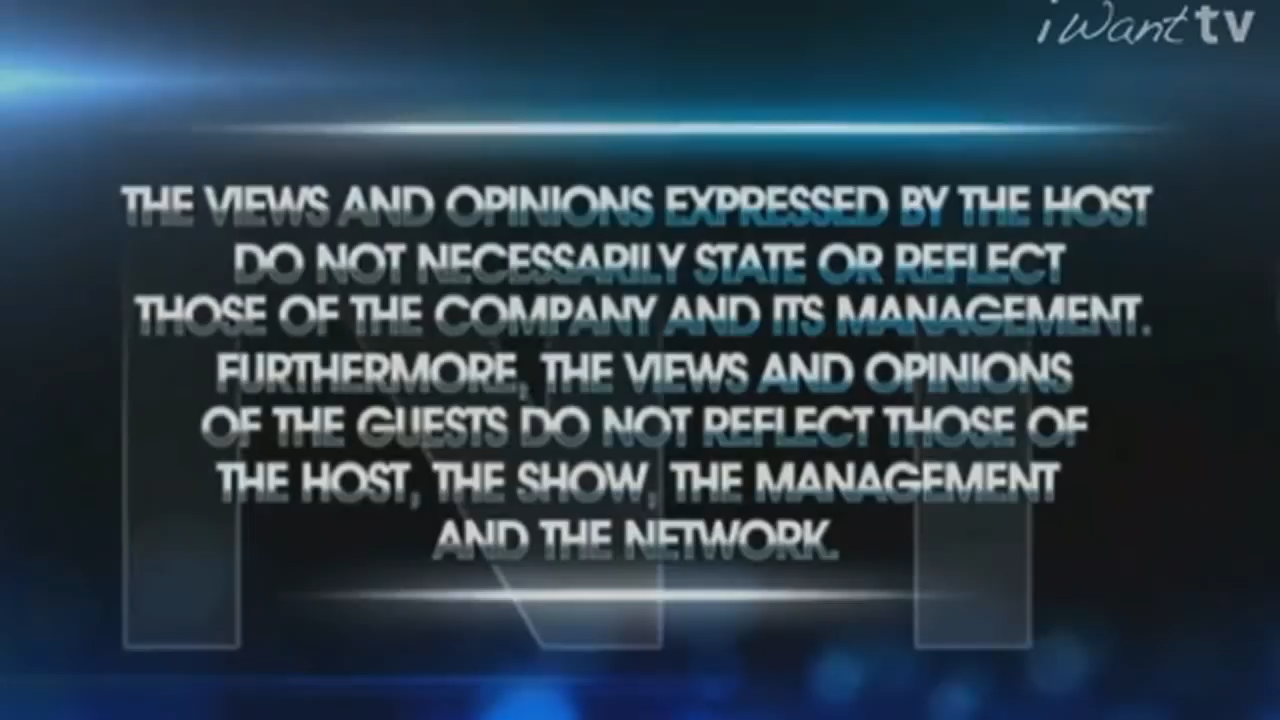 iWant tv
THE VIEWS AND OPINIONS EXPRESSED BY THE HOST
DO NOT NECESSARILY STATE OR REFLECT
THOSE OF THE COMPANY AND ITS MANAGEMENT.
FURTHERMORE, THE VIEWS AND OPINIONS
OF THE GUESTS DO NOT REFLECT THOSE OF
THE HOST, THE SHOW, THE MANAGEMENT
AND THE NETWORK.